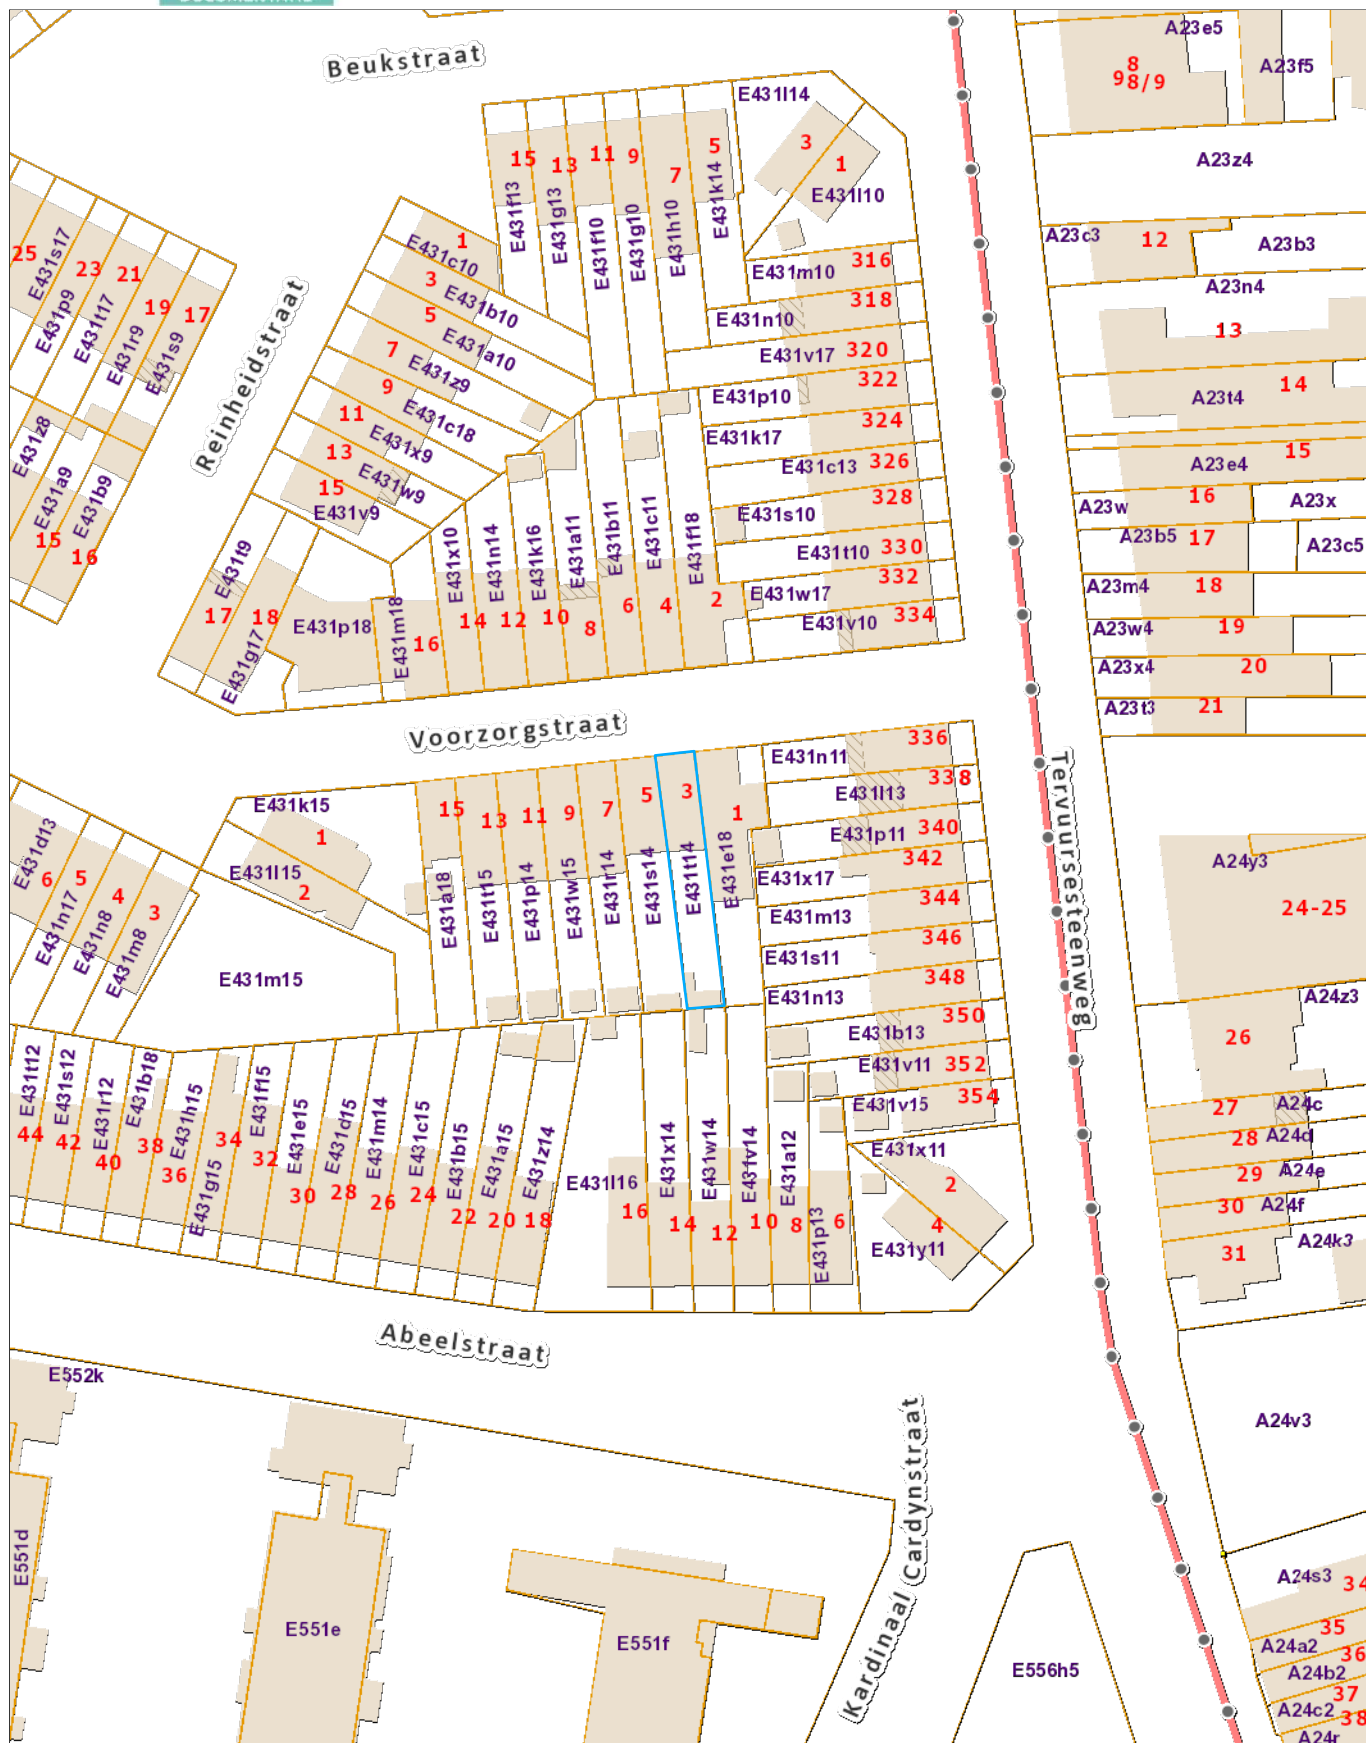 Beukstraat
A23e5
8
98/9
A23f5
E431l14
15
13
11
9
7
5
3
1
E431f13
E431g13
E431f10
E431g10
E431h10
E431k14
E431l10
A23z4
A23c3
12
A23b3
A23n4
13
25
E431s17
23
21
19
17
E431p9
E431t17
E431r9
E431s9
E431z8
E431a9
E431b9
15
16
Reinheidstraat
1
E431c10
3
E431b10
5
E431a10
7
E431z9
9
E431c18
11
E431x9
13
E431w9
15
E431v9
E431m10
316
E431n10
318
E431v17
320
E431p10
322
E431k17
324
E431c13
326
E431s10
328
E431t10
330
E431w17
332
E431v10
334
A23t4
14
A23e4
15
A23w
16
A23x
A23b5
17
A23c5
A23m4
18
A23w4
19
A23x4
20
A23t3
21
E431t9
17
18
E431g17
E431p18
E431m18
16
E431x10
14
E431n14
12
E431k16
10
E431a11
8
E431b11
6
E431c11
4
E431f18
2
Voorzorgstraat
Tervuursesteenweg
E431n11
336
E431l13
338
E431p11
340
E431x17
342
E431m13
344
E431s11
346
E431n13
348
E431b13
350
E431v11
352
E431v15
354
E431k15
1
E431l15
2
E431m15
15
13
11
9
7
5
3
1
E431a18
E431t15
E431p14
E431w15
E431r14
E431s14
E431t14
E431e18
E431d13
6
5
4
3
E431n17
E431n8
E431m8
A24y3
24-25
A24z3
26
27
A24c
28
A24d
29
A24e
30
A24f
31
A24k3
E431t12
E431s12
E431r12
E431b18
E431h15
E431g15
E431f15
E431e15
E431d15
E431m14
E431c15
E431b15
E431a15
E431z14
44
42
40
38
36
34
32
30
28
26
24
22
20
18
E431l16
16
E431x14
14
E431w14
12
E431v14
10
E431a12
8
E431p13
6
E431x11
2
4
E431y11
Abeelstraat
Kardinaal Cardynstraat
E552k
E551d
E551e
E551f
E556h5
A24v3
A24s3
34
35
A24a2
36
A24b2
37
A24c2
38
A24r